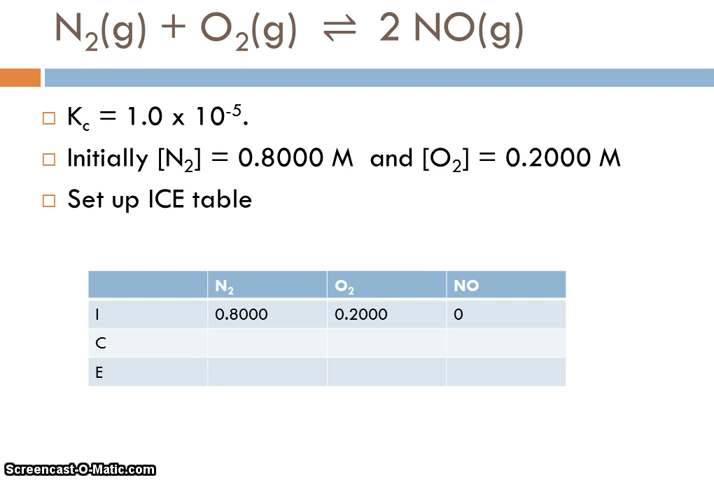 N₂(g) + O₂(g) ⇌ 2 NO(g)
K꜀ = 1.0 x 10⁻⁵.
Initially [N₂] = 0.8000 M and [O₂] = 0.2000 M
Set up ICE table
N₂ O₂ NO
I 0.8000 0.2000 0
C
E
Screencast-O-Matic.com